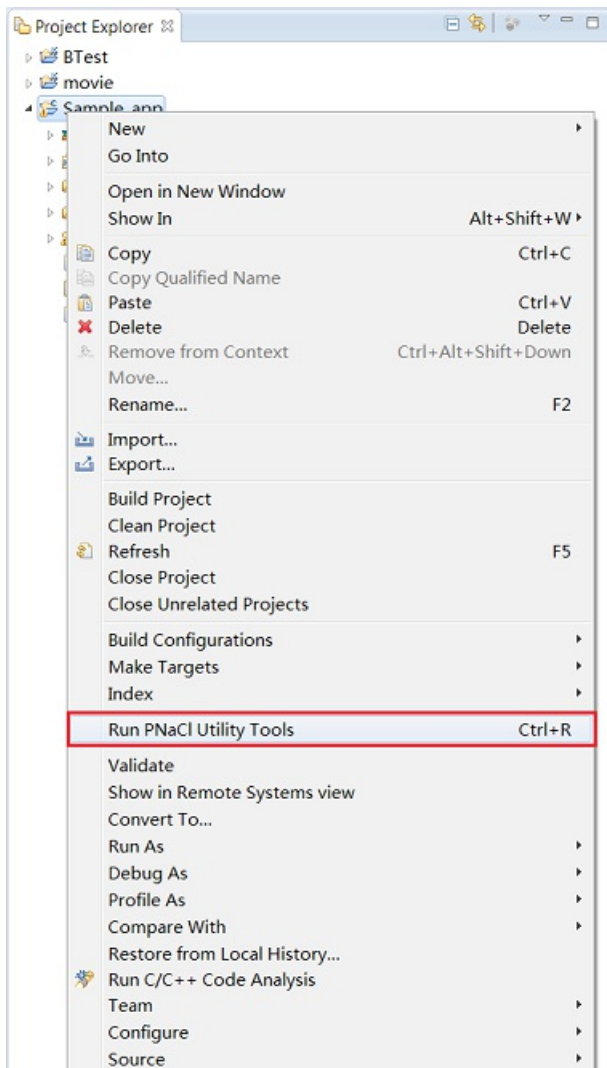 Project Explorer
BTest
movie
Sample_app
New
Go Into
Open in New Window
Show In Alt+Shift+W
Copy Ctrl+C
Copy Qualified Name
Paste Ctrl+V
Delete Delete
Remove from Context Ctrl+Alt+Shift+Down
Move...
Rename... F2
Import...
Export...
Build Project
Clean Project
Refresh F5
Close Project
Close Unrelated Projects
Build Configurations
Make Targets
Index
Run PNaCl Utility Tools Ctrl+R
Validate
Show in Remote Systems view
Convert To...
Run As
Debug As
Profile As
Compare With
Restore from Local History...
Run C/C++ Code Analysis
Team
Configure
Source